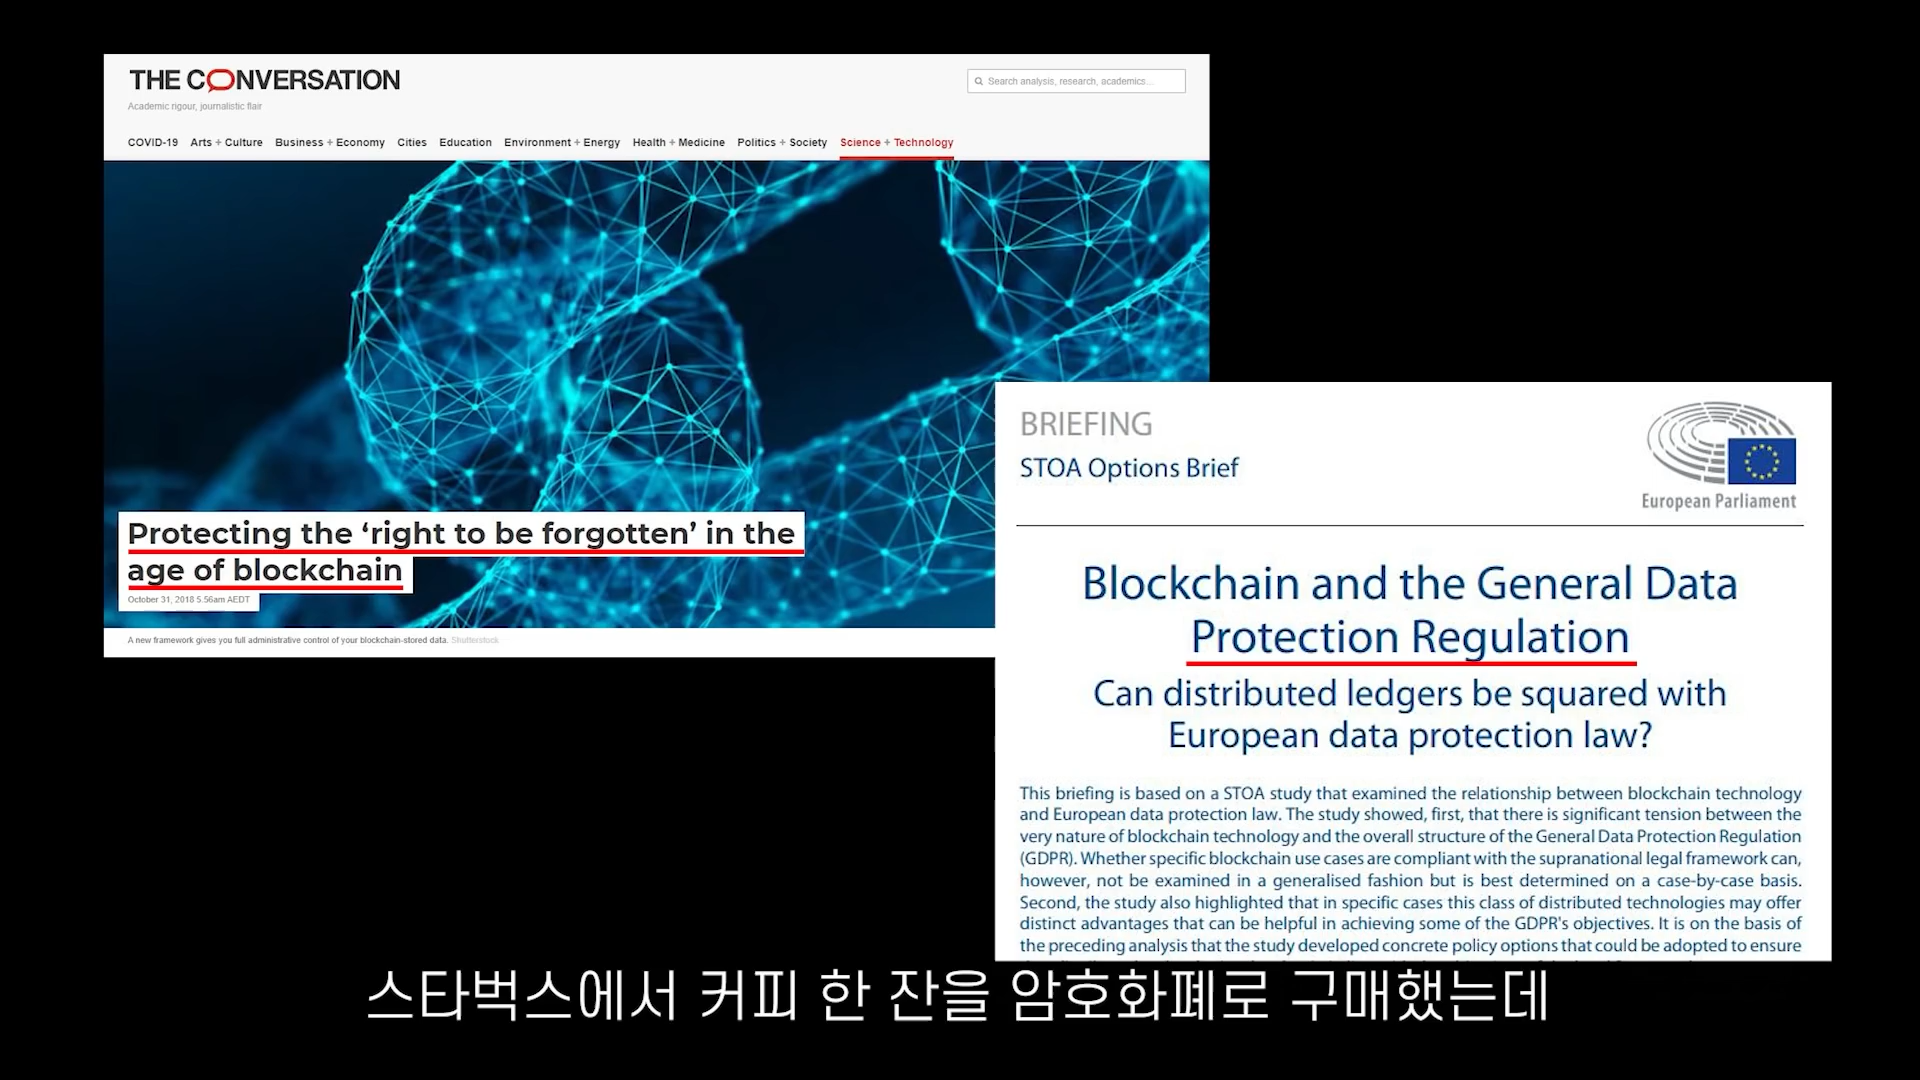 THE CONVERSATION
Academic rigour, journalistic flair
Search analysis, research, academics...
COVID-19 Arts + Culture Business + Economy Cities Education Environment + Energy Health + Medicine Politics + Society Science + Technology
Protecting the ‘right to be forgotten’ in the
age of blockchain
October 31, 2018 5.56am AEDT
A new framework gives you full administrative control of your blockchain-stored data. Shutterstock
BRIEFING
STOA Options Brief
European Parliament
Blockchain and the General Data
Protection Regulation
Can distributed ledgers be squared with
European data protection law?
This briefing is based on a STOA study that examined the relationship between blockchain technology
and European data protection law. The study showed, first, that there is significant tension between the
very nature of blockchain technology and the overall structure of the General Data Protection Regulation
(GDPR). Whether specific blockchain use cases are compliant with the supranational legal framework can,
however, not be examined in a generalised fashion but is best determined on a case-by-case basis.
Second, the study also highlighted that in specific cases this class of distributed technologies may offer
distinct advantages that can be helpful in achieving some of the GDPR's objectives. It is on the basis of
the preceding analysis that the study developed concrete policy options that could be adopted to ensure
스타벅스에서 커피 한 잔을 암호화폐로 구매했는데